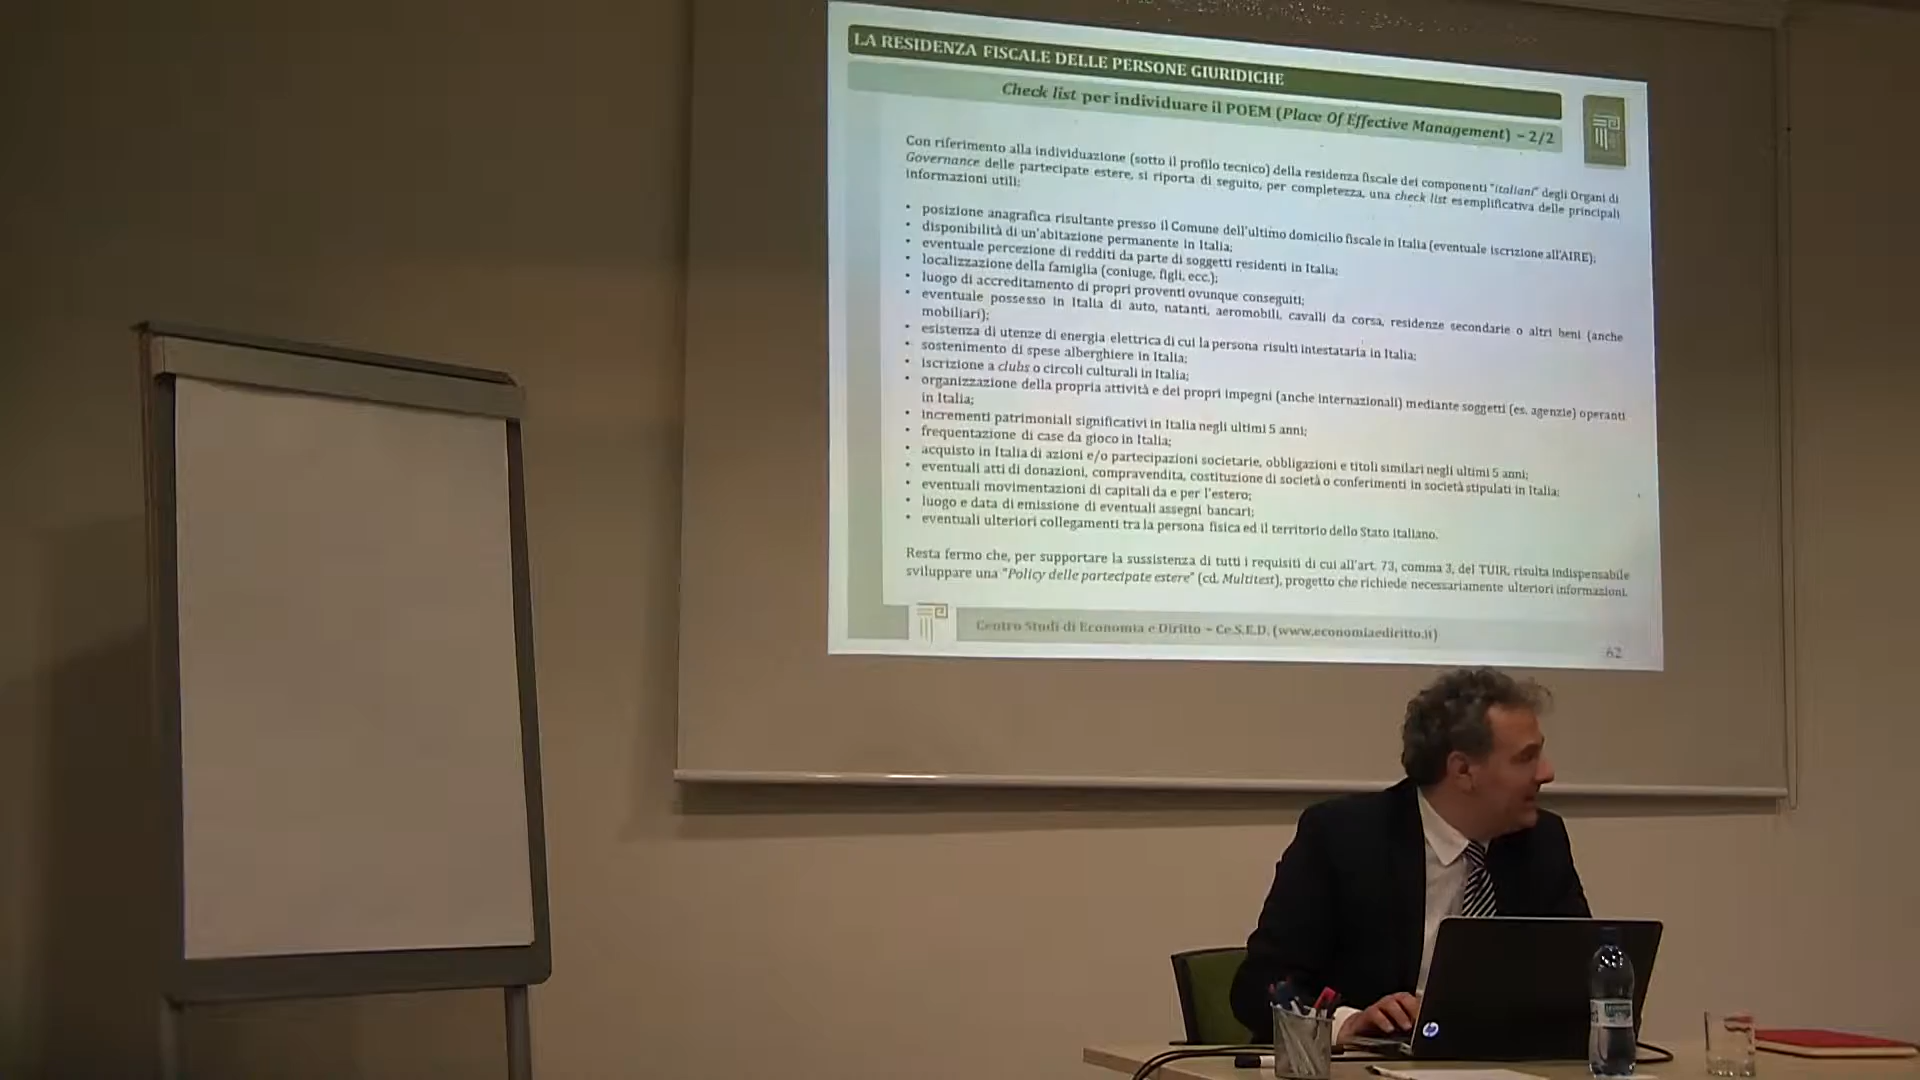 LA RESIDENZA FISCALE DELLE PERSONE GIURIDICHE
Check list per individuare il POEM (Place Of Effective Management) – 2/2
Con riferimento alla individuazione (sotto il profilo tecnico) della residenza fiscale dei componenti "italiani" degli Organi di
Governance delle partecipate estere, si riporta di seguito, per completezza, una check list esemplificativa delle principali
informazioni utili:
• posizione anagrafica risultante presso il Comune dell'ultimo domicilio fiscale in Italia (eventuale iscrizione all'AIRE);
• disponibilità di un'abitazione permanente in Italia;
• eventuale percezione di redditi da parte di soggetti residenti in Italia;
• localizzazione della famiglia (coniuge, figli, ecc.);
• luogo di accreditamento di propri proventi ovunque conseguiti;
• eventuale possesso in Italia di auto, natanti, aeromobili, cavalli da corsa, residenze secondarie o altri beni (anche
mobiliari);
• esistenza di utenze di energia elettrica di cui la persona risulti intestataria in Italia;
• sostenimento di spese alberghiere in Italia;
• iscrizione a clubs o circoli culturali in Italia;
• organizzazione della propria attività e dei propri impegni (anche internazionali) mediante soggetti (es. agenzie) operanti
in Italia;
• incrementi patrimoniali significativi in Italia negli ultimi 5 anni;
• frequentazione di case da gioco in Italia;
• acquisto in Italia di azioni e/o partecipazioni societarie, obbligazioni e titoli similari negli ultimi 5 anni;
• eventuali atti di donazioni, compravendita, costituzione di società o conferimenti in società stipulati in Italia;
• eventuali movimentazioni di capitali da e per l'estero;
• luogo e data di emissione di eventuali assegni bancari;
• eventuali ulteriori collegamenti tra la persona fisica ed il territorio dello Stato italiano.
Resta fermo che, per supportare la sussistenza di tutti i requisiti di cui all'art. 73, comma 3, del TUIR, risulta indispensabile
sviluppare una "Policy delle partecipate estere" (cd. Multitest), progetto che richiede necessariamente ulteriori informazioni.
Centro Studi di Economia e Diritto – Ce.S.E.D. (www.economiaediritto.it)
62
hp